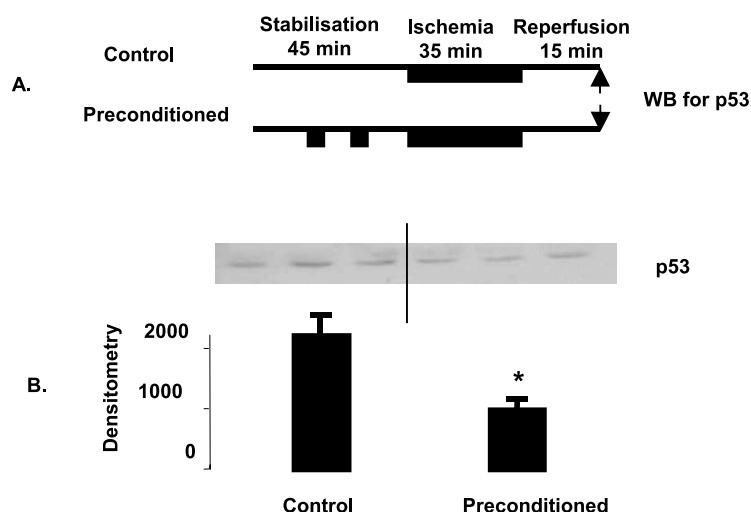 Stabilisation Ischemia Reperfusion
45 min 35 min 15 min
Control
A.
WB for p53
Preconditioned
p53
2000
B.
1000
Densitometry
*
0
Control Preconditioned